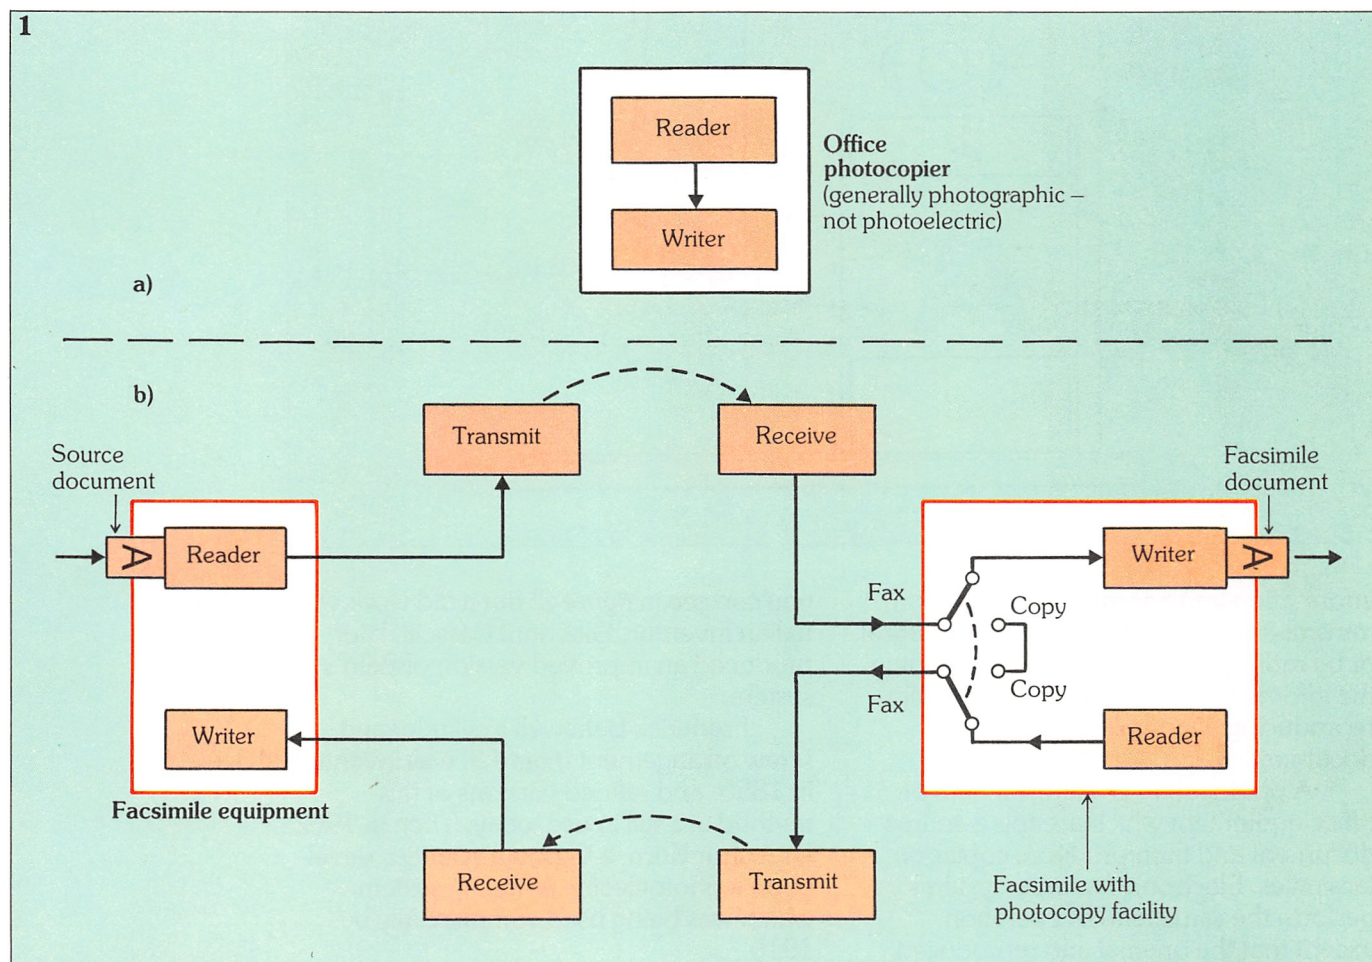 1
Reader
Writer
Office
photocopier
(generally photographic –
not photoelectric)
a)
b)
Transmit
Receive
Source
document
Facsimile
document
A
Reader
Writer
A
Fax
Copy
Copy
Fax
Writer
Reader
Facsimile equipment
Receive
Transmit
Facsimile with
photocopy facility